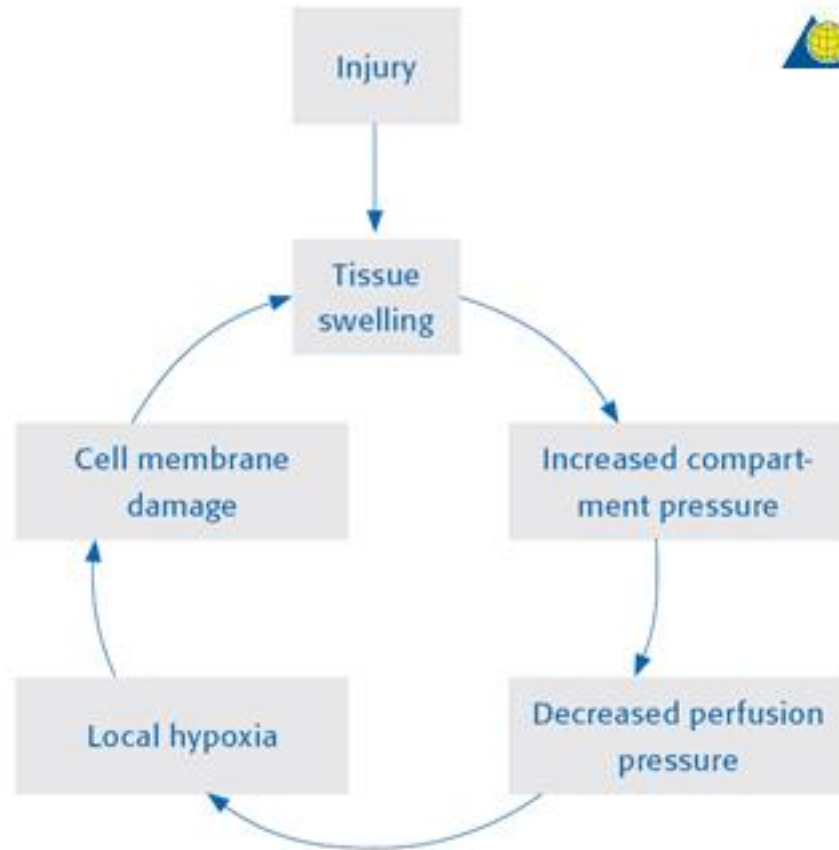 Injury
Tissue
swelling
Increased compart-
ment pressure
Decreased perfusion
pressure
Local hypoxia
Cell membrane
damage